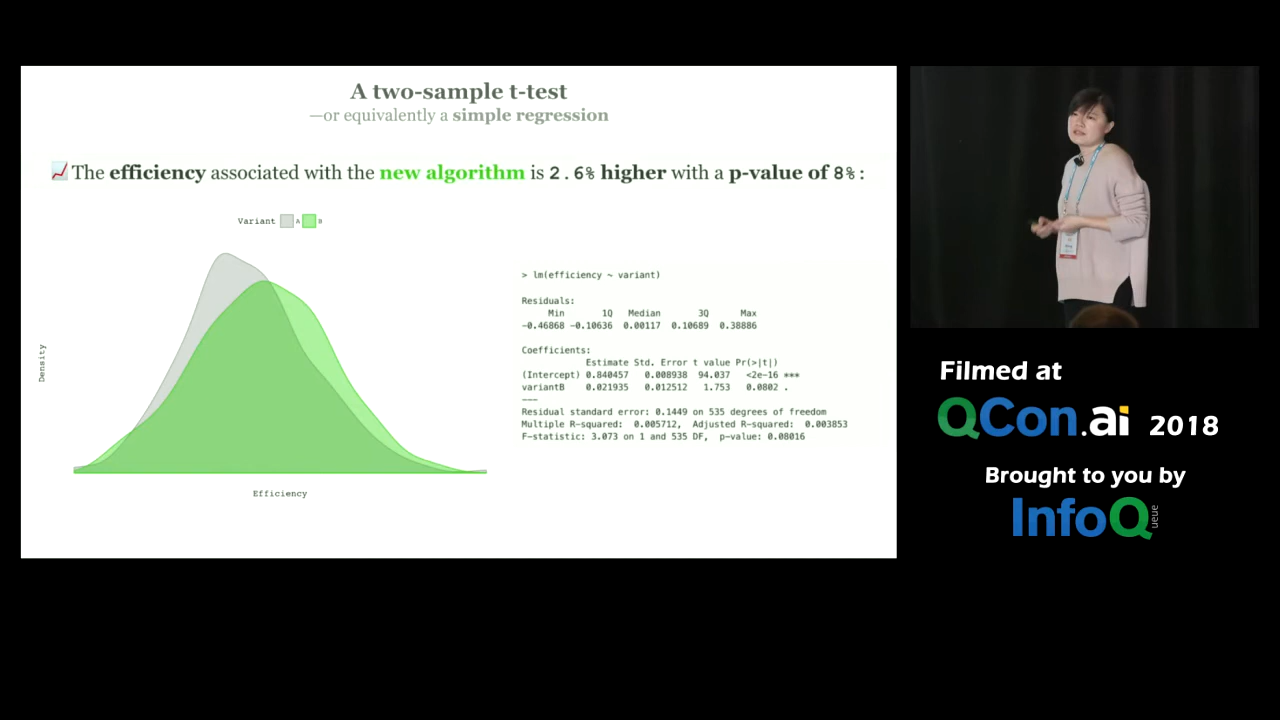 A two-sample t-test
—or equivalently a simple regression
📈 The efficiency associated with the new algorithm is 2.6% higher with a p-value of 8%:
Variant A B
Density
Efficiency
> lm(efficiency ~ variant)
Residuals:
Min 1Q Median 3Q Max
-0.46868 -0.10636 0.00117 0.10689 0.38886
Coefficients:
Estimate Std. Error t value Pr(>|t|)
(Intercept) 0.840457 0.008938 94.037 <2e-16 ***
variantB 0.021935 0.012512 1.753 0.0802 .
---
Residual standard error: 0.1449 on 535 degrees of freedom
Multiple R-squared: 0.005712, Adjusted R-squared: 0.003853
F-statistic: 3.073 on 1 and 535 DF, p-value: 0.08016
Filmed at
QCon.ai 2018
Brought to you by
InfoQueue